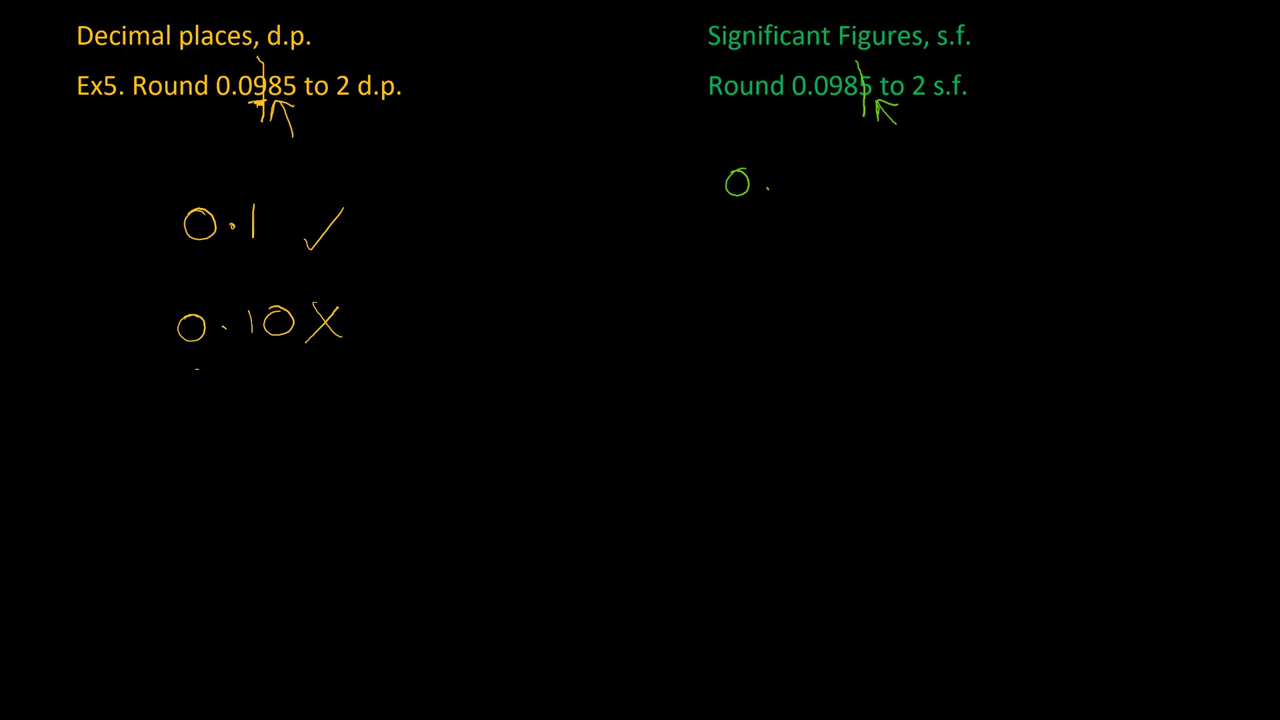 Decimal places, d.p.
Ex5. Round 0.0985 to 2 d.p.
0.1 ✓
0.10 X
Significant Figures, s.f.
Round 0.0985 to 2 s.f.
0.